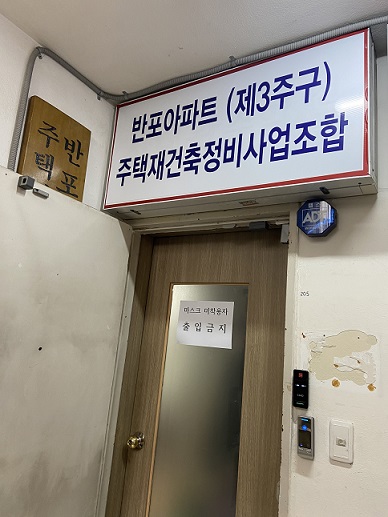 반포아파트 (제3주구)
주택재건축정비사업조합
반포
주택
마스크 미착용자
출 입 금 지
205